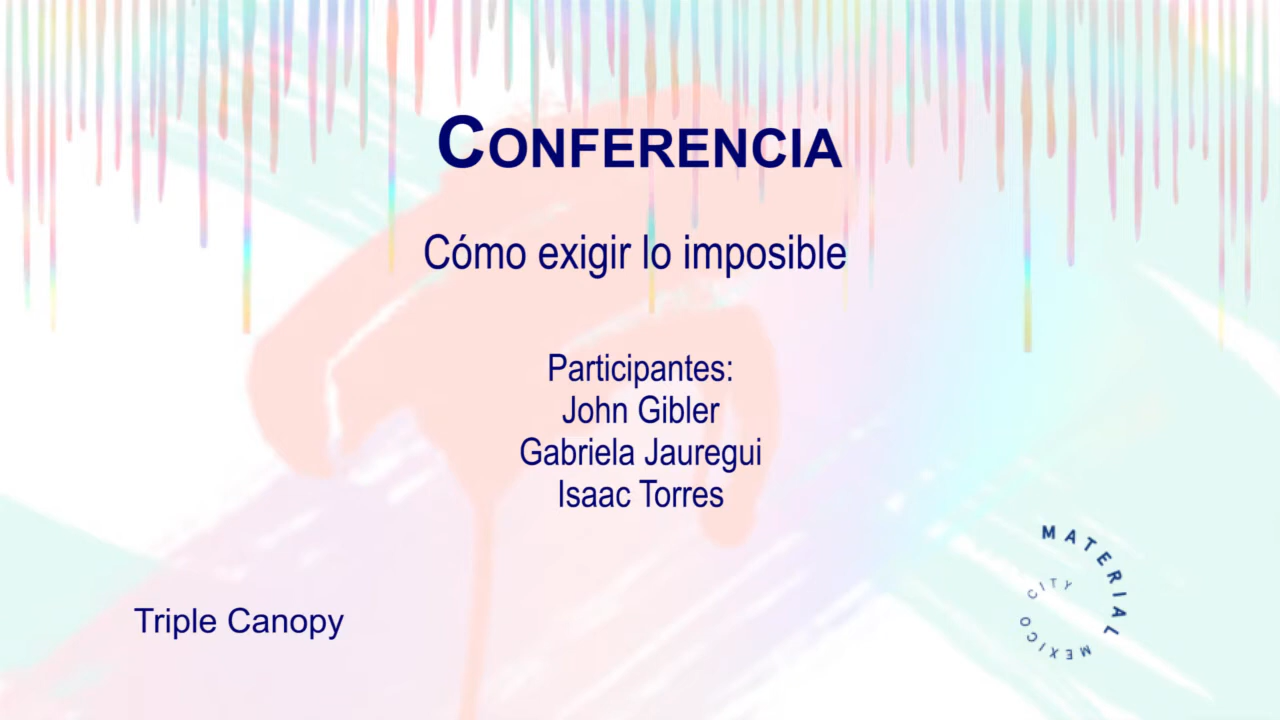 CONFERENCIA
Cómo exigir lo imposible
Participantes:
John Gibler
Gabriela Jauregui
Isaac Torres
Triple Canopy
MATERIAL
MEXICO CITY